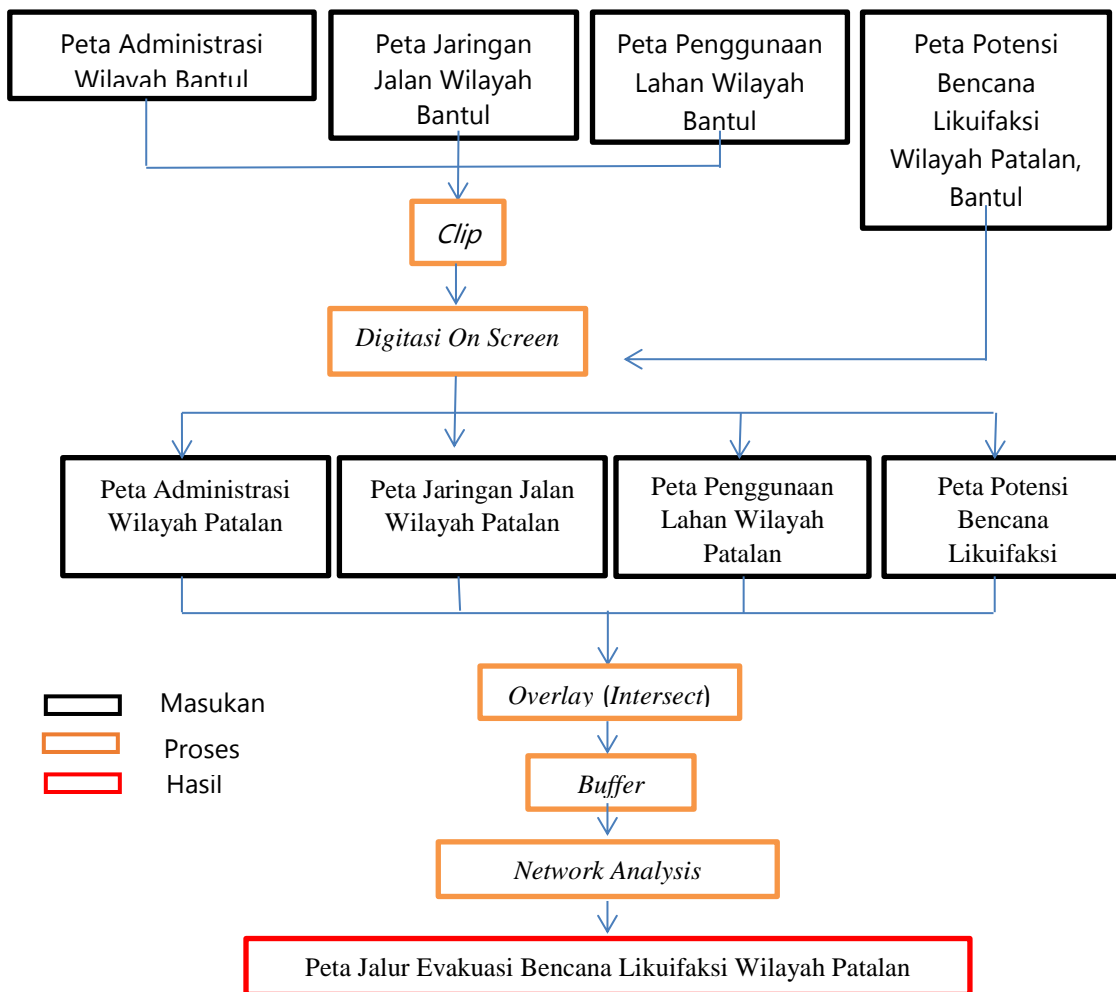 Peta Administrasi
Wilayah Bantul
Peta Jaringan
Jalan Wilayah
Bantul
Peta Penggunaan
Lahan Wilayah
Bantul
Peta Potensi
Bencana
Likuifaksi
Wilayah Patalan,
Bantul
Clip
Digitasi On Screen
Peta Administrasi
Wilayah Patalan
Peta Jaringan Jalan
Wilayah Patalan
Peta Penggunaan
Lahan Wilayah
Patalan
Peta Potensi
Bencana
Likuifaksi
Overlay (Intersect)
Masukan
Proses
Hasil
Buffer
Network Analysis
Peta Jalur Evakuasi Bencana Likuifaksi Wilayah Patalan